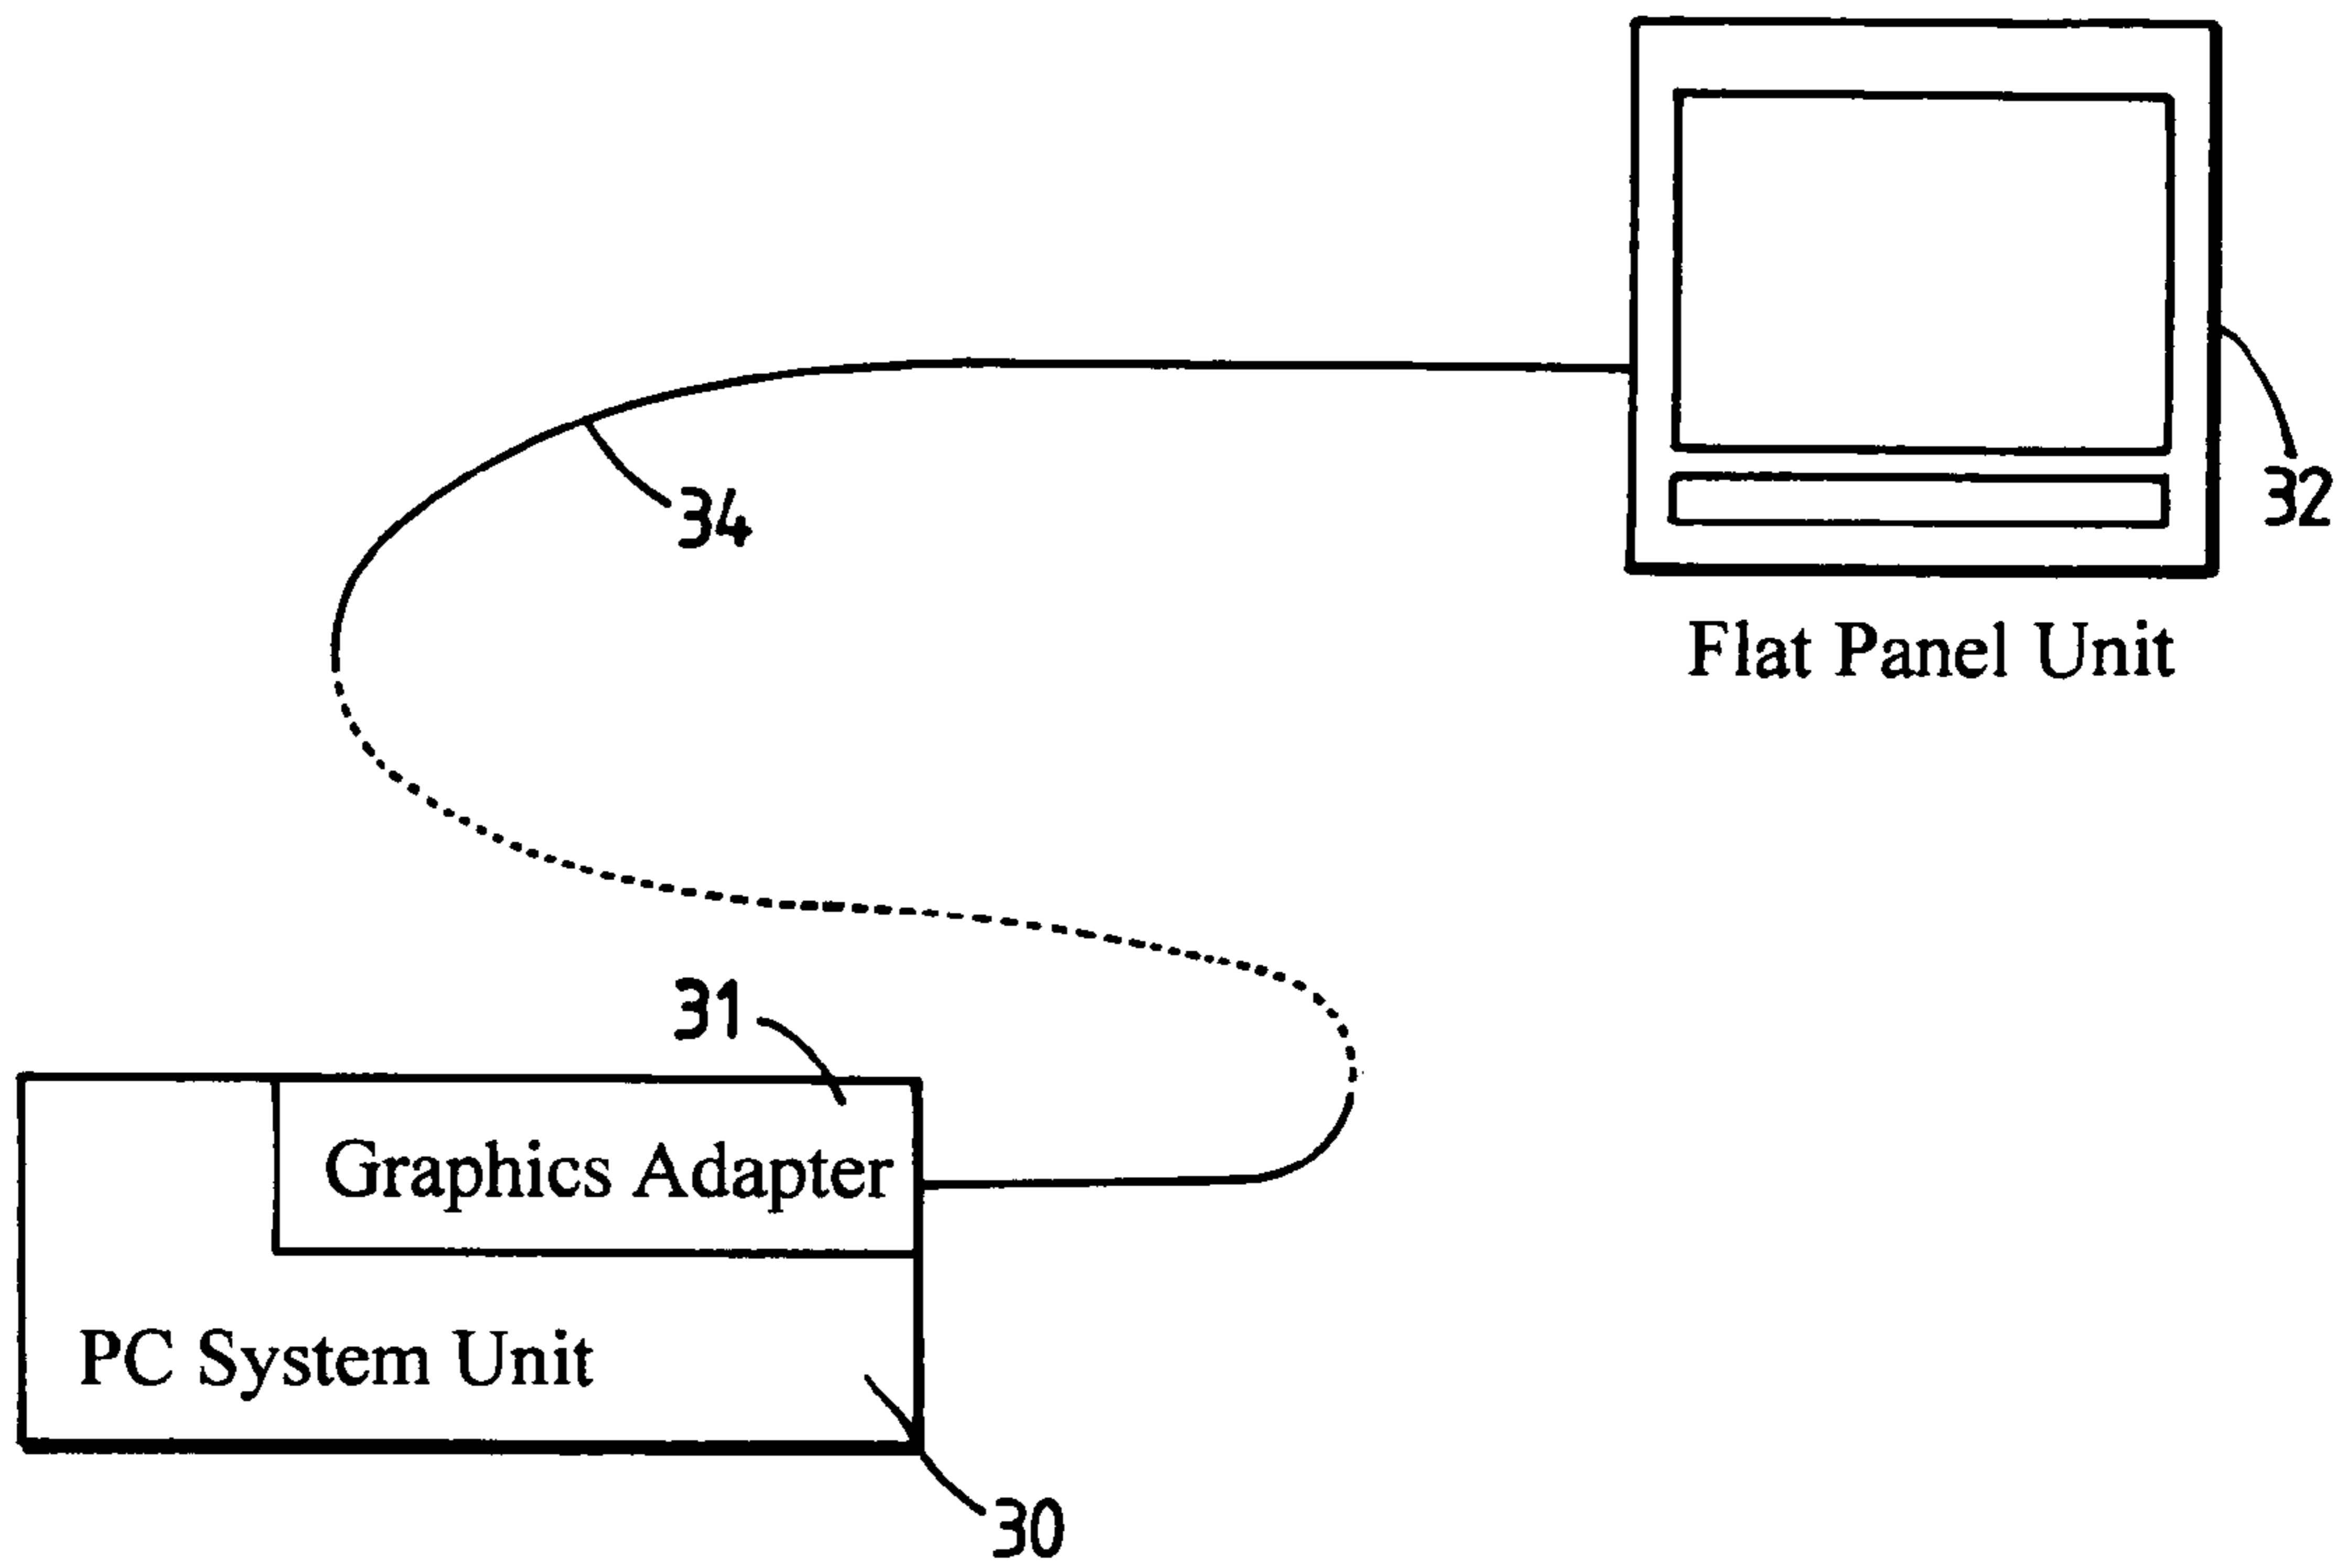 32
34
Flat Panel Unit
31
Graphics Adapter
PC System Unit
30